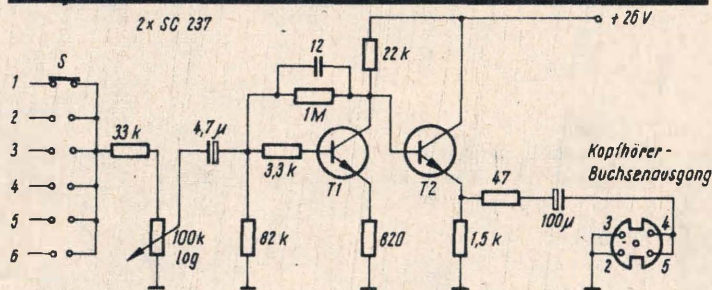 2x SC 237
+ 26 V
S
1
2
3
4
5
6
33 k
100k
log
4,7 µ
82 k
12
1M
3,3 k
22 k
T1
820
T2
1,5 k
47
100µ
Kopfhörer-
Buchsenausgang
3
4
2
5